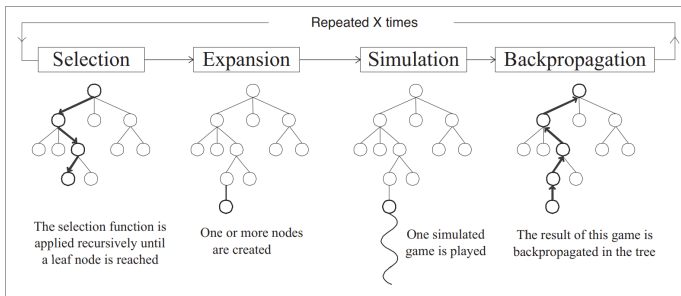 Repeated X times
Selection
Expansion
Simulation
Backpropagation
The selection function is
applied recursively until
a leaf node is reached
One or more nodes
are created
One simulated
game is played
The result of this game is
backpropagated in the tree